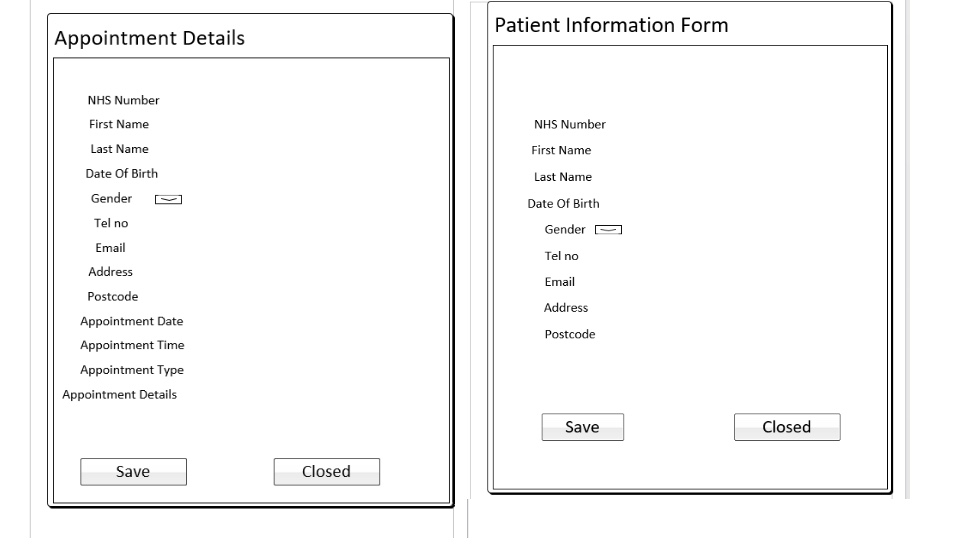 Appointment Details
NHS Number
First Name
Last Name
Date Of Birth
Gender
Tel no
Email
Address
Postcode
Appointment Date
Appointment Time
Appointment Type
Appointment Details
Save
Closed
Patient Information Form
NHS Number
First Name
Last Name
Date Of Birth
Gender
Tel no
Email
Address
Postcode
Save
Closed